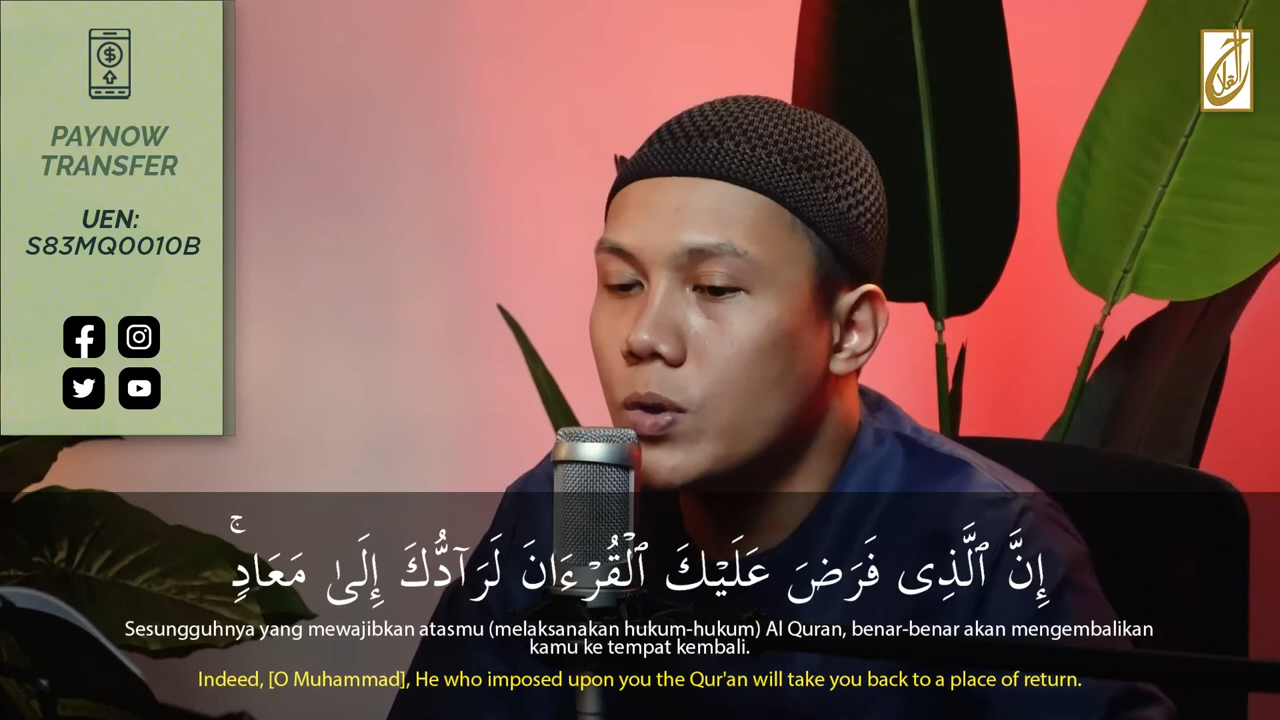 PAYNOW
TRANSFER
UEN:
S83MQ0010B
إِنَّ ٱلَّذِى فَرَضَ عَلَيْكَ ٱلْقُرْءَانَ لَرَآدُّكَ إِلَىٰ مَعَادٍۢ ۚ
Sesungguhnya yang mewajibkan atasmu (melaksanakan hukum-hukum) Al Quran, benar-benar akan mengembalikan
kamu ke tempat kembali.
Indeed, [O Muhammad], He who imposed upon you the Qur'an will take you back to a place of return.